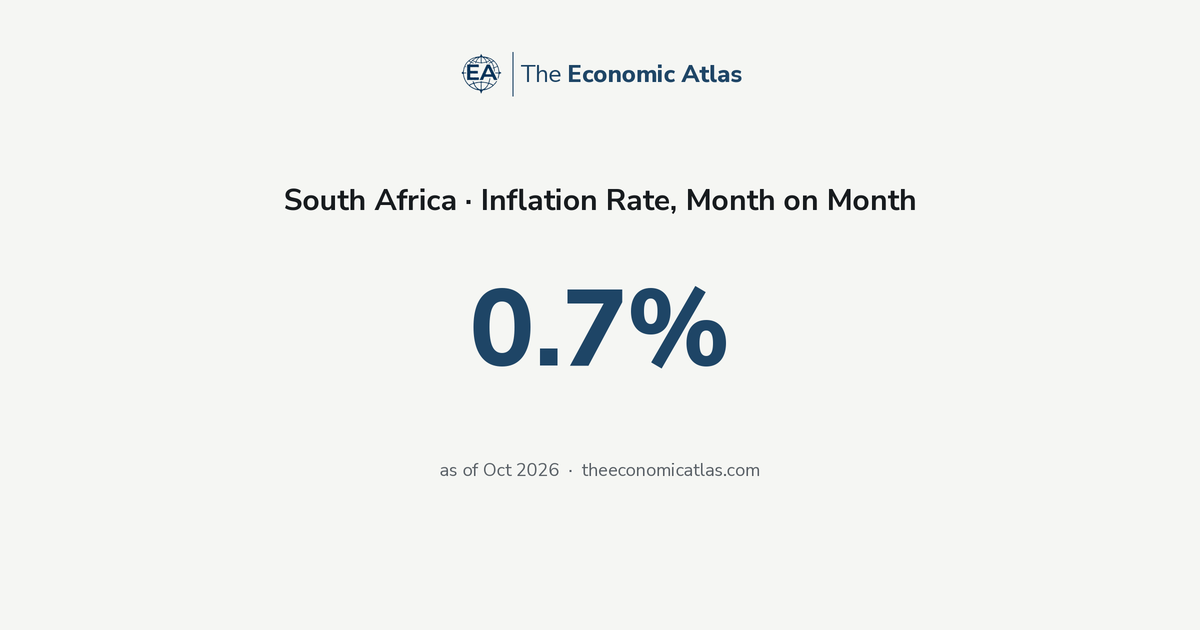 EA The Economic Atlas
South Africa · Inflation Rate, Month on Month
0.7%
as of Oct 2026 · theeconomicatlas.com